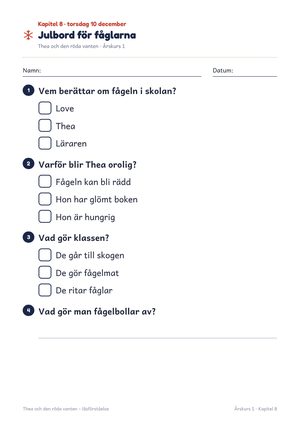 Kapitel 8 · torsdag 10 december
Julbord för fåglarna
Thea och den röda vanten · Årskurs 1
Namn: Datum:
1 Vem berättar om fågeln i skolan?
Love
Thea
Läraren
2 Varför blir Thea orolig?
Fågeln kan bli rädd
Hon har glömt boken
Hon är hungrig
3 Vad gör klassen?
De går till skogen
De gör fågelmat
De ritar fåglar
4 Vad gör man fågelbollar av?
Thea och den röda vanten – läsförståelse Årskurs 1 · Kapitel 8